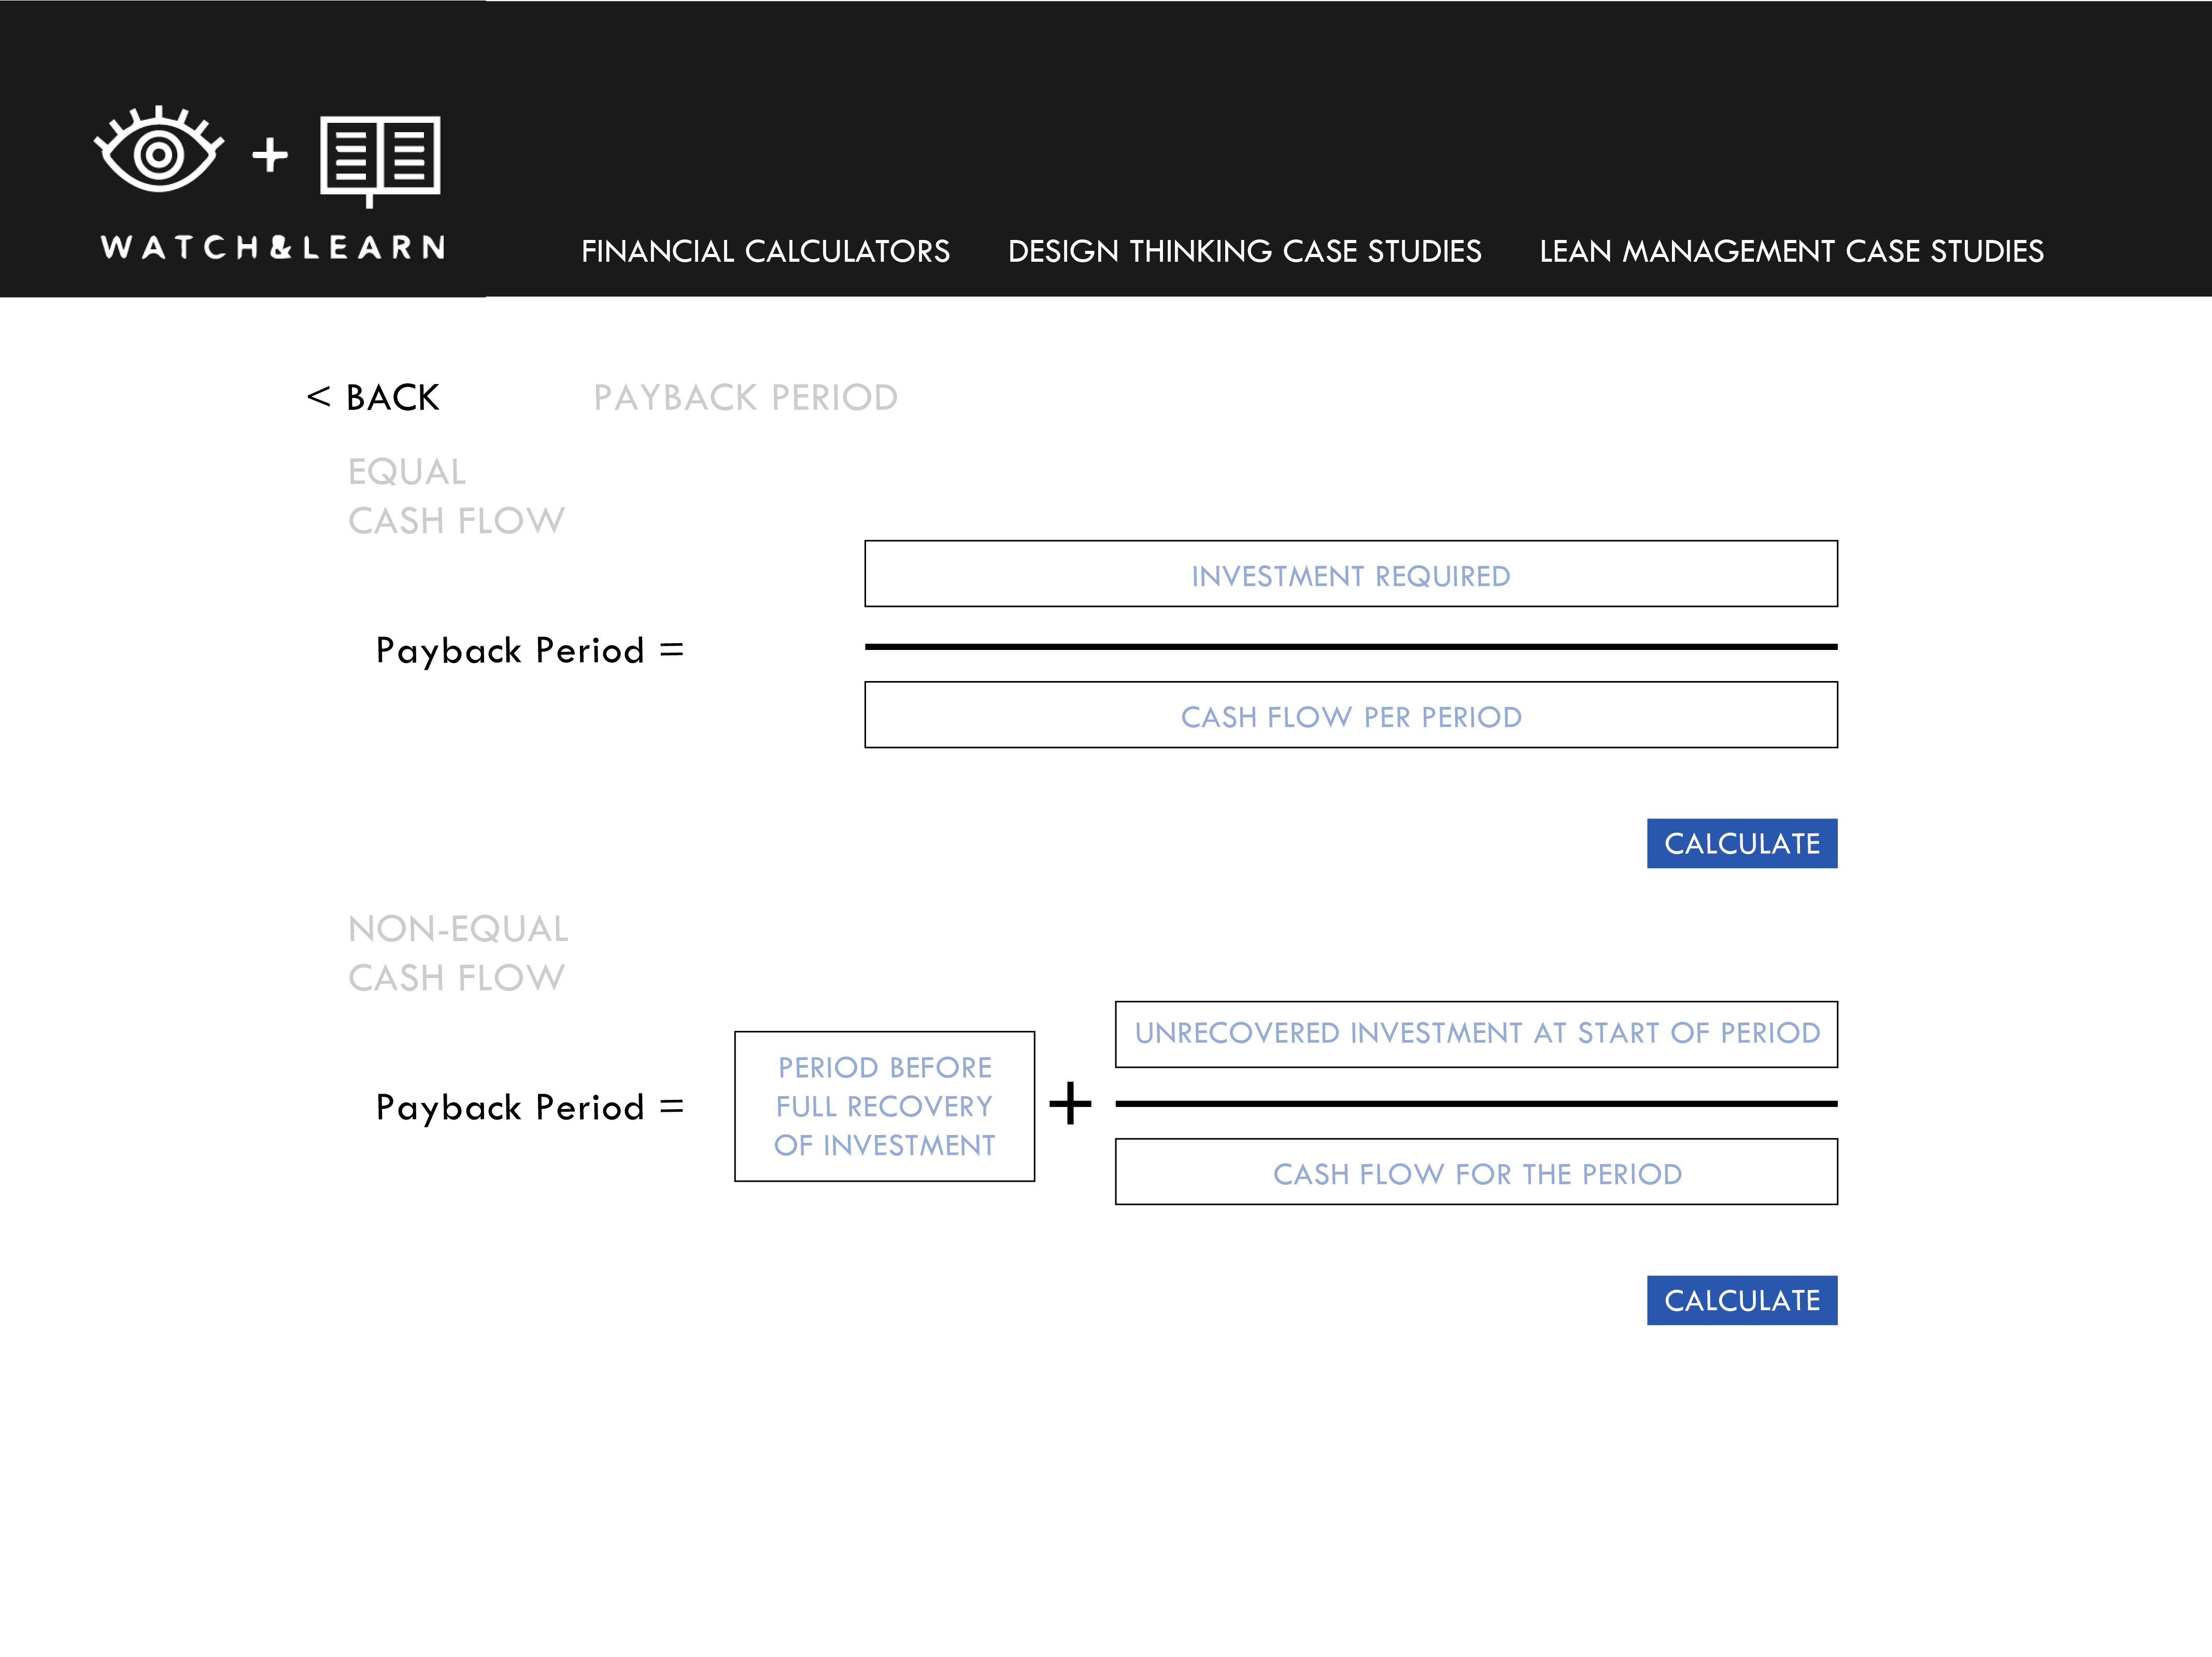 WATCH&LEARN
FINANCIAL CALCULATORS DESIGN THINKING CASE STUDIES LEAN MANAGEMENT CASE STUDIES
< BACK PAYBACK PERIOD
EQUAL
CASH FLOW
INVESTMENT REQUIRED
Payback Period =
CASH FLOW PER PERIOD
CALCULATE
NON-EQUAL
CASH FLOW
UNRECOVERED INVESTMENT AT START OF PERIOD
PERIOD BEFORE
FULL RECOVERY
OF INVESTMENT
Payback Period = +
CASH FLOW FOR THE PERIOD
CALCULATE